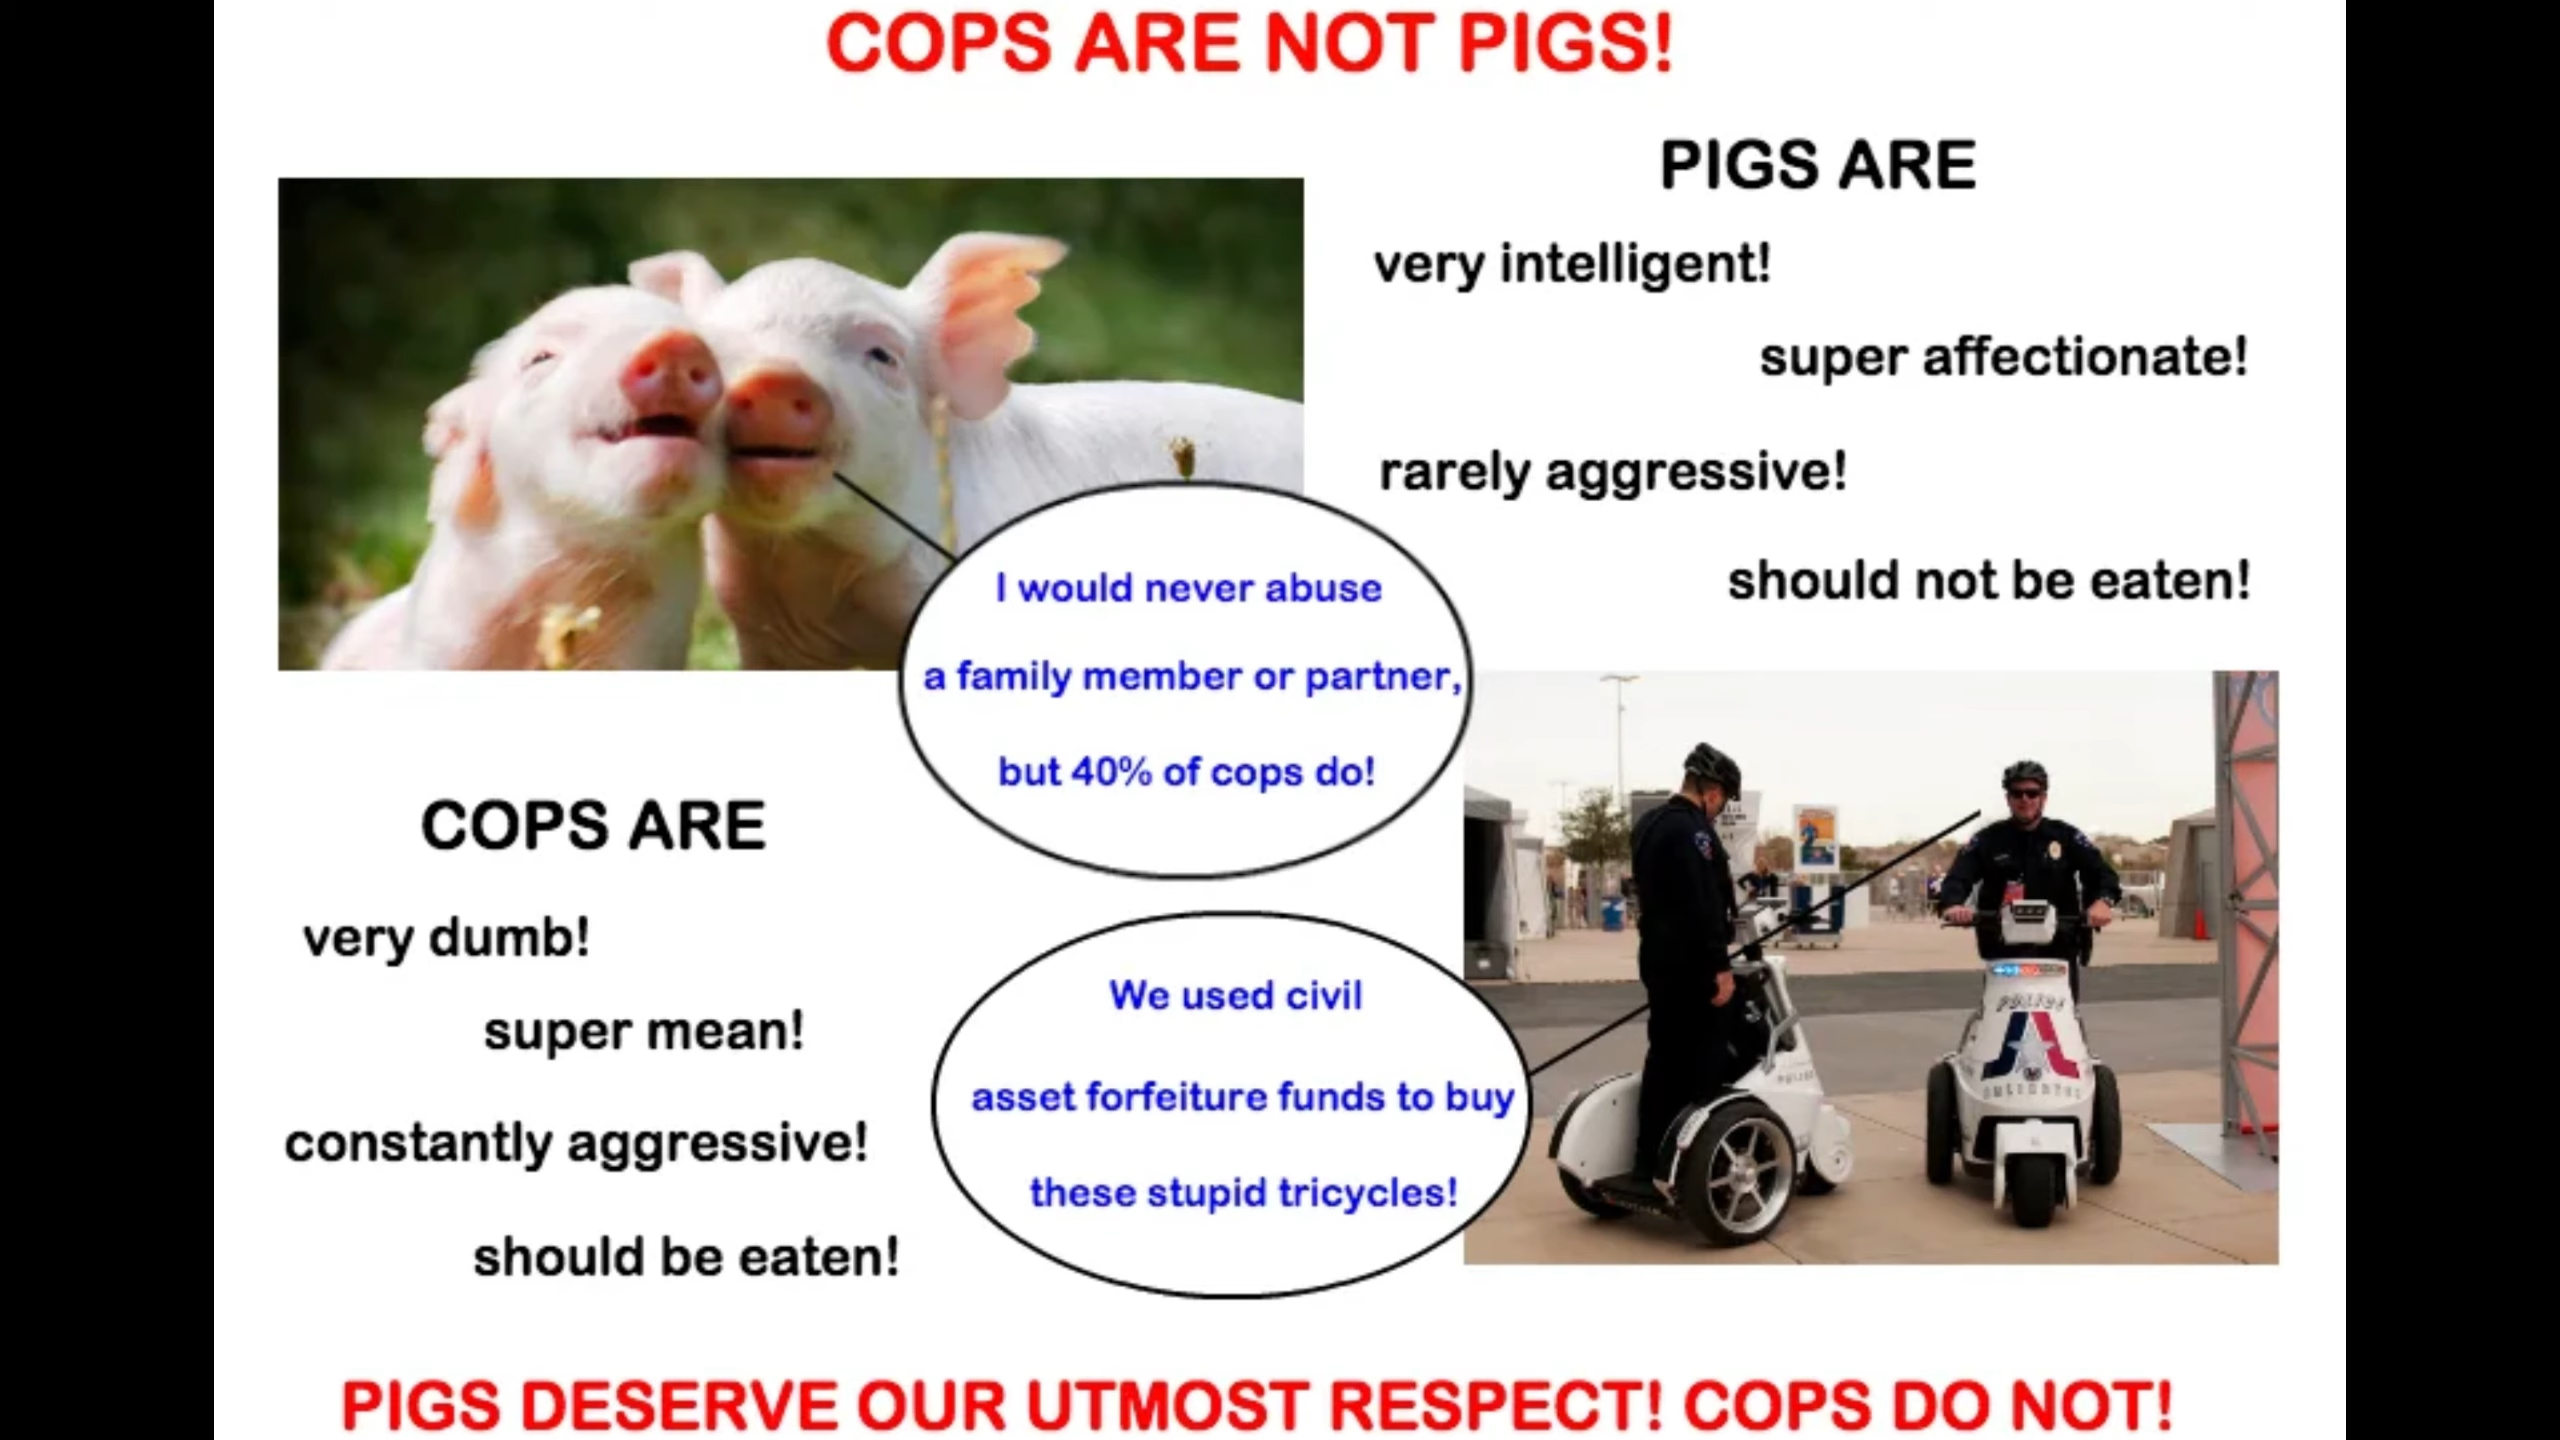 COPS ARE NOT PIGS!
PIGS ARE
very intelligent!
super affectionate!
rarely aggressive!
should not be eaten!
I would never abuse
a family member or partner,
but 40% of cops do!
COPS ARE
very dumb!
super mean!
constantly aggressive!
should be eaten!
We used civil
asset forfeiture funds to buy
these stupid tricycles!
POLICE
PIGS DESERVE OUR UTMOST RESPECT! COPS DO NOT!